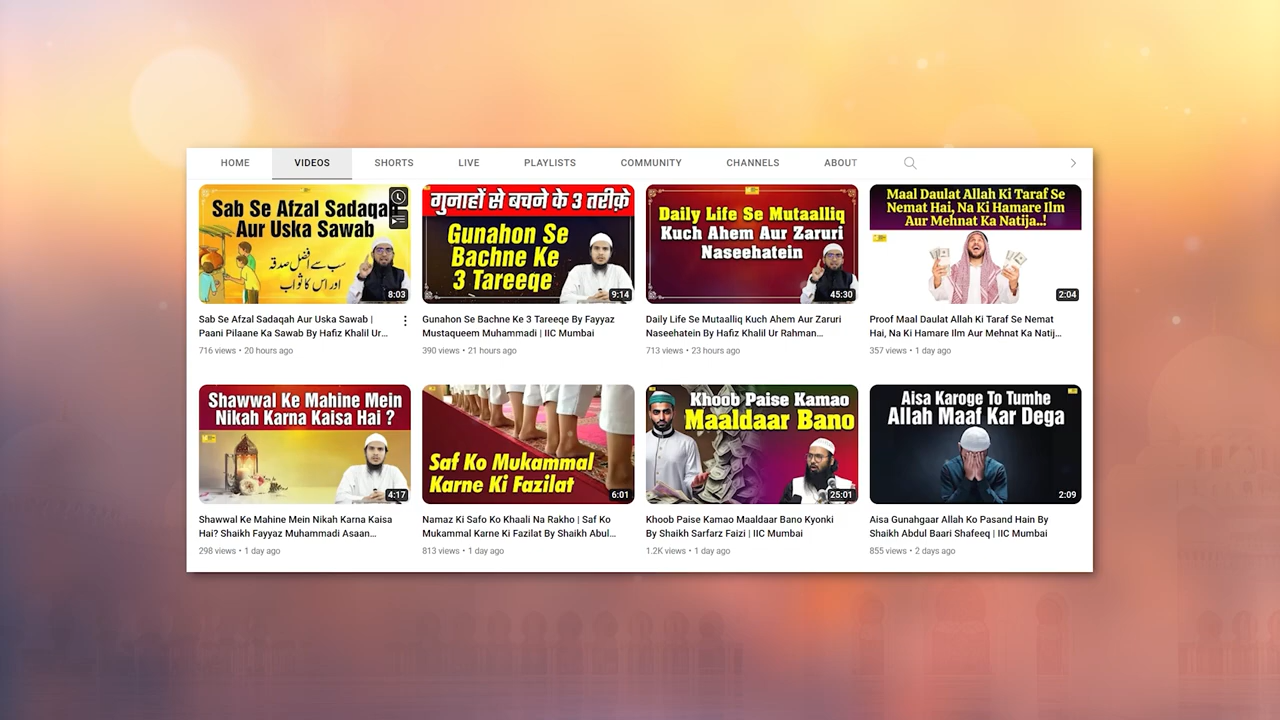 HOME VIDEOS SHORTS LIVE PLAYLISTS COMMUNITY CHANNELS ABOUT
Sab Se Afzal Sadaqa
Aur Uska Sawab
سب سے افضل صدقہ
اور اس کا ثواب
8:03
Sab Se Afzal Sadaqah Aur Uska Sawab |
Paani Pilaane Ka Sawab By Hafiz Khalil Ur...
716 views • 20 hours ago
गुनाहों से बचने के 3 तरीक़े
Gunahon Se
Bachne Ke
3 Tareeqe
9:14
Gunahon Se Bachne Ke 3 Tareeqe By Fayyaz
Mustaqueem Muhammadi | IIC Mumbai
390 views • 21 hours ago
Daily Life Se Mutaalliq
Kuch Ahem Aur Zaruri
Naseehatein
45:30
Daily Life Se Mutaalliq Kuch Ahem Aur Zaruri
Naseehatein By Hafiz Khalil Ur Rahman...
713 views • 23 hours ago
Maal Daulat Allah Ki Taraf Se
Nemat Hai, Na Ki Hamare Ilm
Aur Mehnat Ka Natija..!
2:04
Proof Maal Daulat Allah Ki Taraf Se Nemat
Hai, Na Ki Hamare Ilm Aur Mehnat Ka Natij...
357 views • 1 day ago
Shawwal Ke Mahine Mein
Nikah Karna Kaisa Hai ?
4:17
Shawwal Ke Mahine Mein Nikah Karna Kaisa
Hai? Shaikh Fayyaz Muhammadi Asaan...
298 views • 1 day ago
Saf Ko Mukammal
Karne Ki Fazilat
6:01
Namaz Ki Safo Ko Khaali Na Rakho | Saf Ko
Mukammal Karne Ki Fazilat By Shaikh Abul...
813 views • 1 day ago
Khoob Paise Kamao
Maaldaar Bano
25:01
Khoob Paise Kamao Maaldaar Bano Kyonki
By Shaikh Sarfarz Faizi | IIC Mumbai
1.2K views • 1 day ago
Aisa Karoge To Tumhe
Allah Maaf Kar Dega
2:09
Aisa Gunahgaar Allah Ko Pasand Hain By
Shaikh Abdul Baari Shafeeq | IIC Mumbai
855 views • 2 days ago